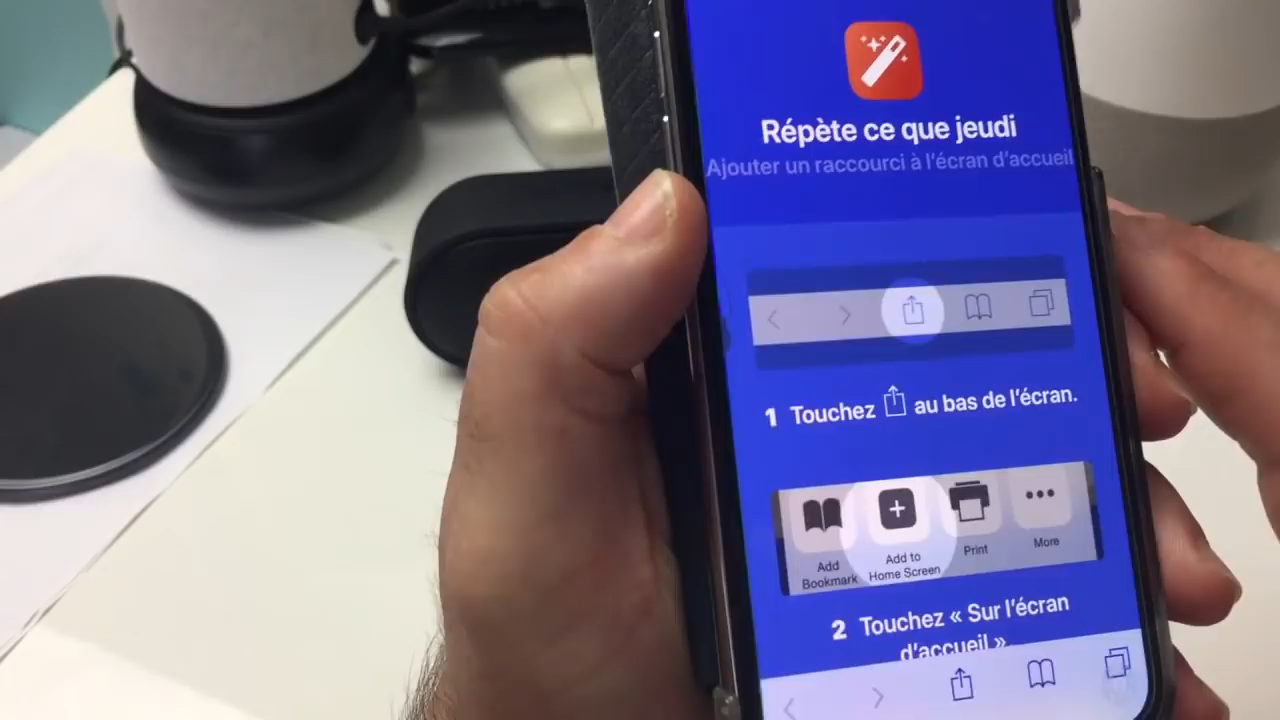 Répète ce que jeudi
Ajouter un raccourci à l'écran d'accueil
1 Touchez au bas de l'écran.
Add
Bookmark
Add to
Home Screen
Print
More
2 Touchez « Sur l'écran
d'accueil ».